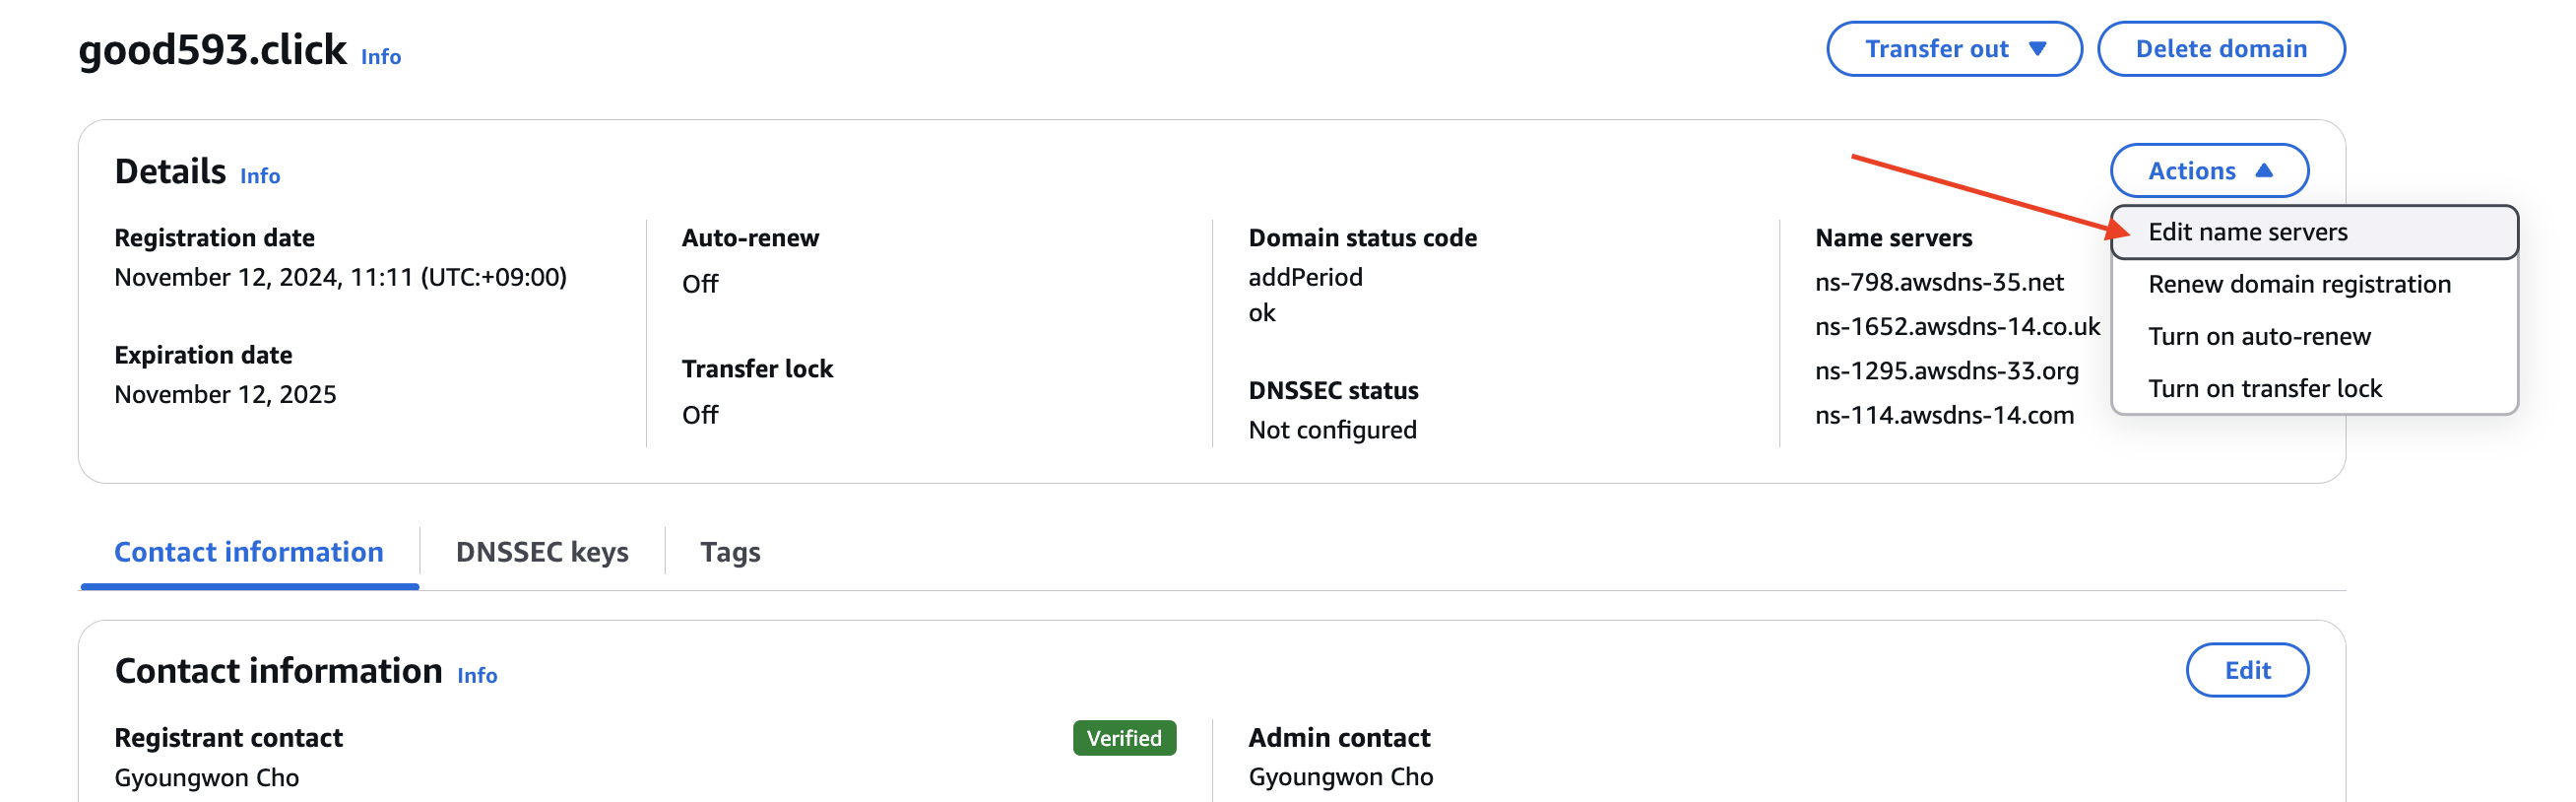 good593.click Info
Transfer out
Delete domain
Details Info
Actions
Registration date
November 12, 2024, 11:11 (UTC:+09:00)
Expiration date
November 12, 2025
Auto-renew
Off
Transfer lock
Off
Domain status code
addPeriod
ok
DNSSEC status
Not configured
Name servers
ns-798.awsdns-35.net
ns-1652.awsdns-14.co.uk
ns-1295.awsdns-33.org
ns-114.awsdns-14.com
Edit name servers
Renew domain registration
Turn on auto-renew
Turn on transfer lock
Contact information
DNSSEC keys
Tags
Contact information Info
Edit
Registrant contact
Verified
Gyoungwon Cho
Admin contact
Gyoungwon Cho